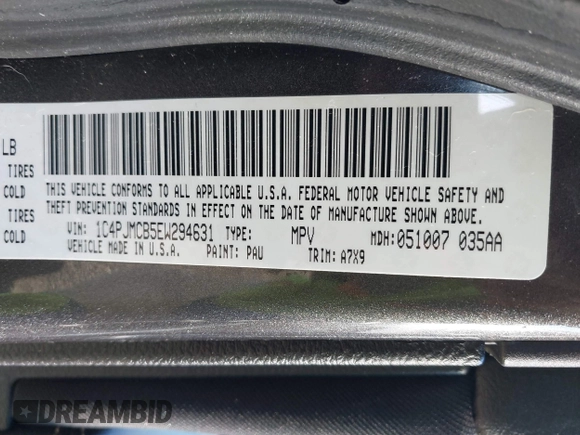 LB
TIRES
COLD
TIRES
COLD
THIS VEHICLE CONFORMS TO ALL APPLICABLE U.S.A. FEDERAL MOTOR VEHICLE SAFETY AND
THEFT PREVENTION STANDARDS IN EFFECT ON THE DATE OF MANUFACTURE SHOWN ABOVE.
VIN: 1C4PJMCB5EW294631 TYPE: MPV MDH: 051007 035AA
VEHICLE MADE IN U.S.A. PAINT: PAU TRIM: A7X9
DREAMBID